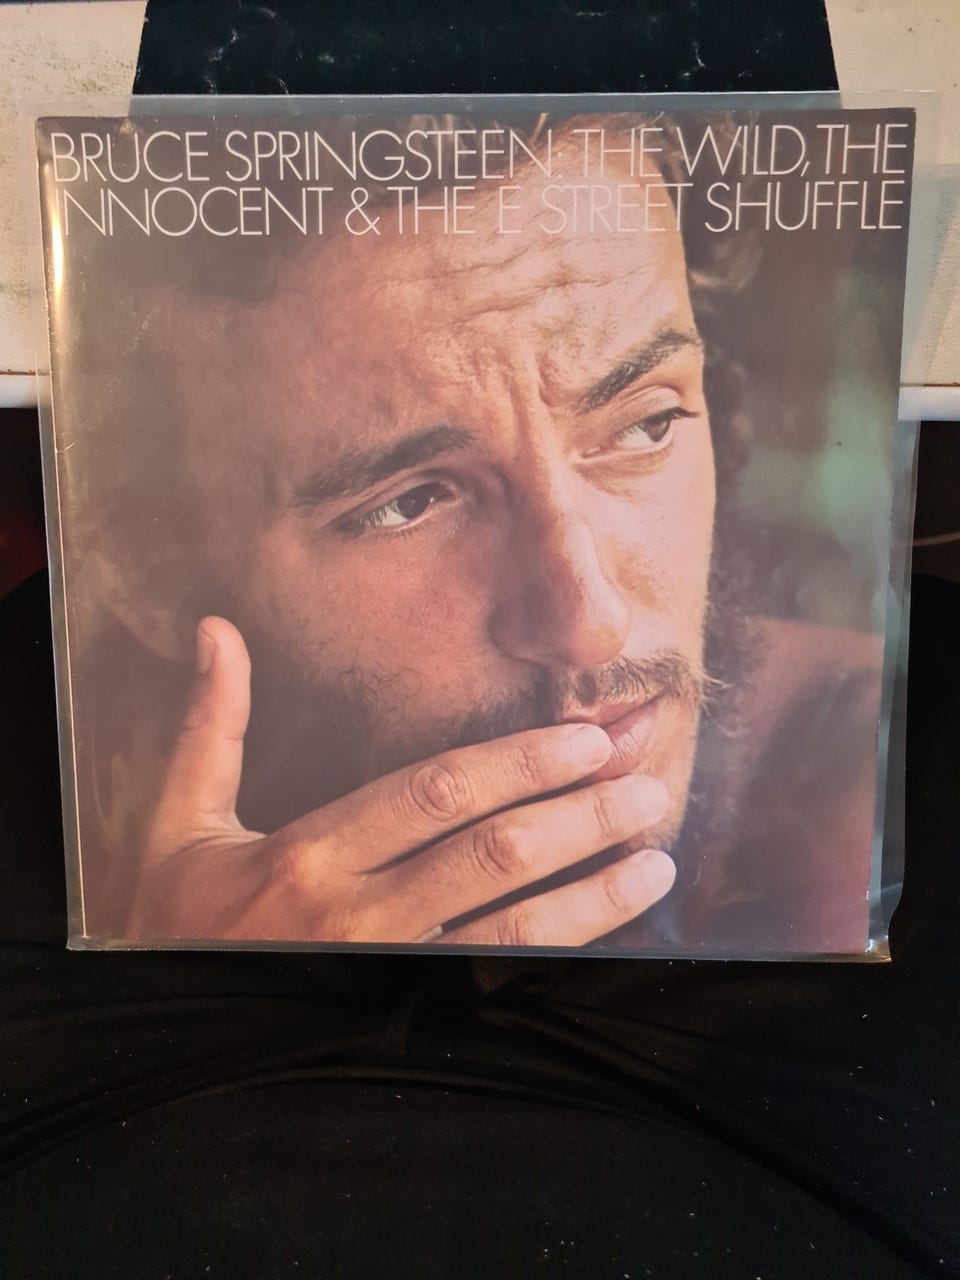 BRUCE SPRINGSTEEN: THE WILD, THE
INNOCENT & THE E STREET SHUFFLE